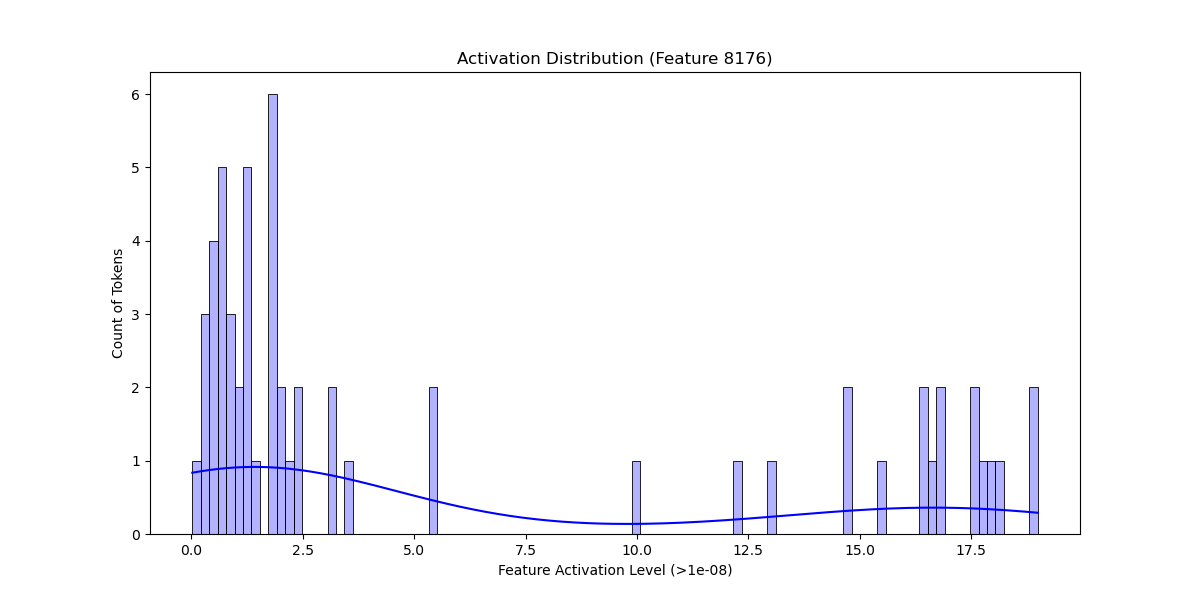 Activation Distribution (Feature 8176)
6
5
4
3
2
1
0
Count of Tokens
0.0 2.5 5.0 7.5 10.0 12.5 15.0 17.5
Feature Activation Level (>1e-08)